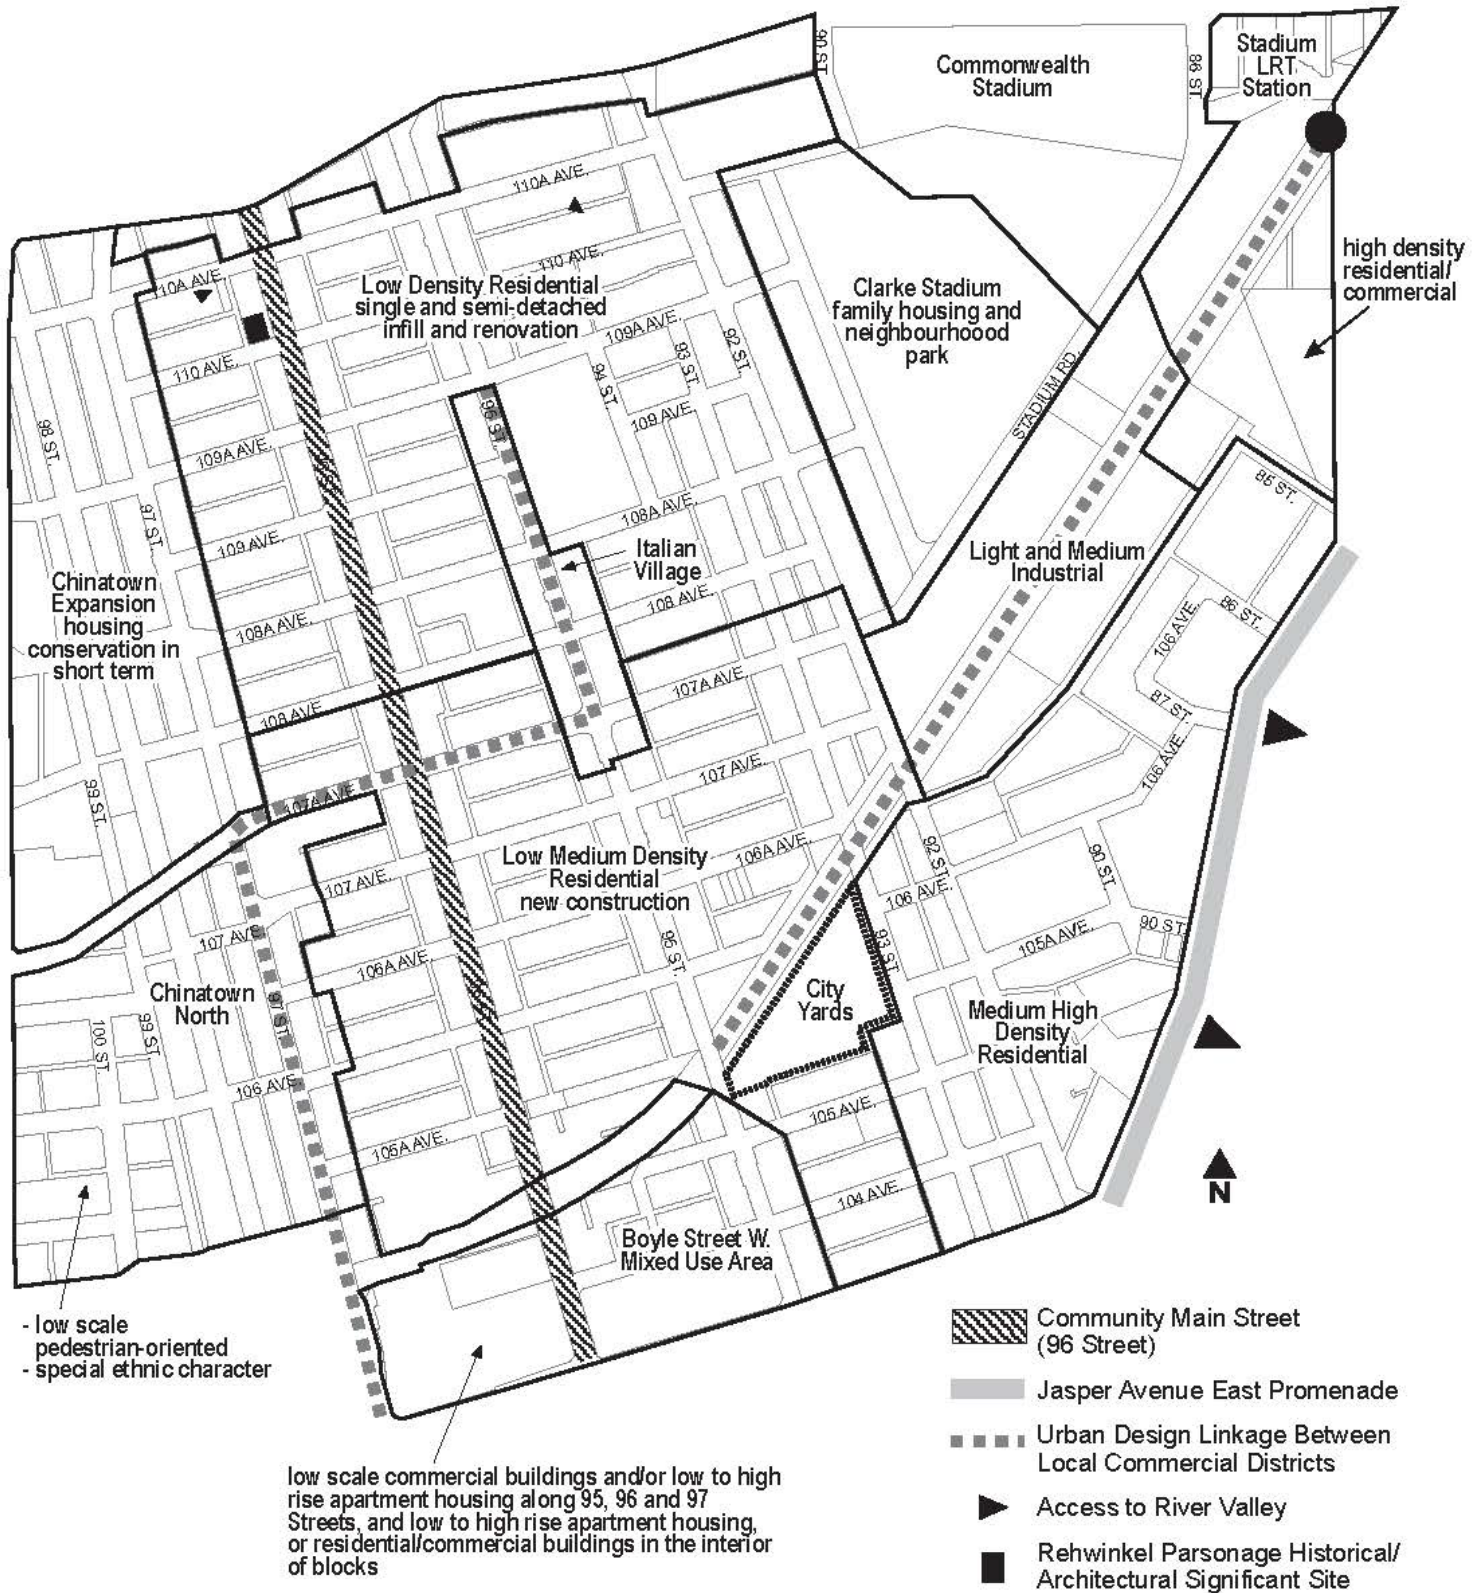 90 ST
Commonwealth
Stadium
86 ST.
Stadium
LRT
Station
high density
residential/
commercial
110A AVE.
110 AVE.
110A AVE.
Low Density Residential
single and semi-detached
infill and renovation
Clarke Stadium
family housing and
neighbourhoood
park
109A AVE.
92 ST.
93 ST.
94 ST.
110 AVE.
STADIUM RD.
96 ST.
109 AVE.
98 ST.
109A AVE.
85 ST.
108A AVE.
97 ST.
109 AVE.
Italian
Village
Light and Medium
Industrial
Chinatown
Expansion
housing
conservation in
short term
108 AVE.
86 ST.
106 AVE.
108A AVE.
107A AVE.
87 ST.
108 AVE
106 AVE.
107 AVE.
99 ST.
107A AVE.
Low Medium Density
Residential
new construction
106A AVE.
92 ST.
90 ST.
107 AVE.
106 AVE.
90 ST.
107 AVE.
95 ST.
93 ST.
105A AVE.
106A AVE.
Chinatown
North
City
Yards
97 ST.
Medium High
Density
Residential
100 ST
99 ST.
106 AVE.
105 AVE.
105A AVE.
104 AVE.
N
Boyle Street W.
Mixed Use Area
- low scale
pedestrian-oriented
- special ethnic character
Community Main Street
(96 Street)
Jasper Avenue East Promenade
Urban Design Linkage Between
Local Commercial Districts
low scale commercial buildings and/or low to high
rise apartment housing along 95, 96 and 97
Streets, and low to high rise apartment housing,
or residential/commercial buildings in the interior
of blocks
Access to River Valley
Rehwinkel Parsonage Historical/
Architectural Significant Site